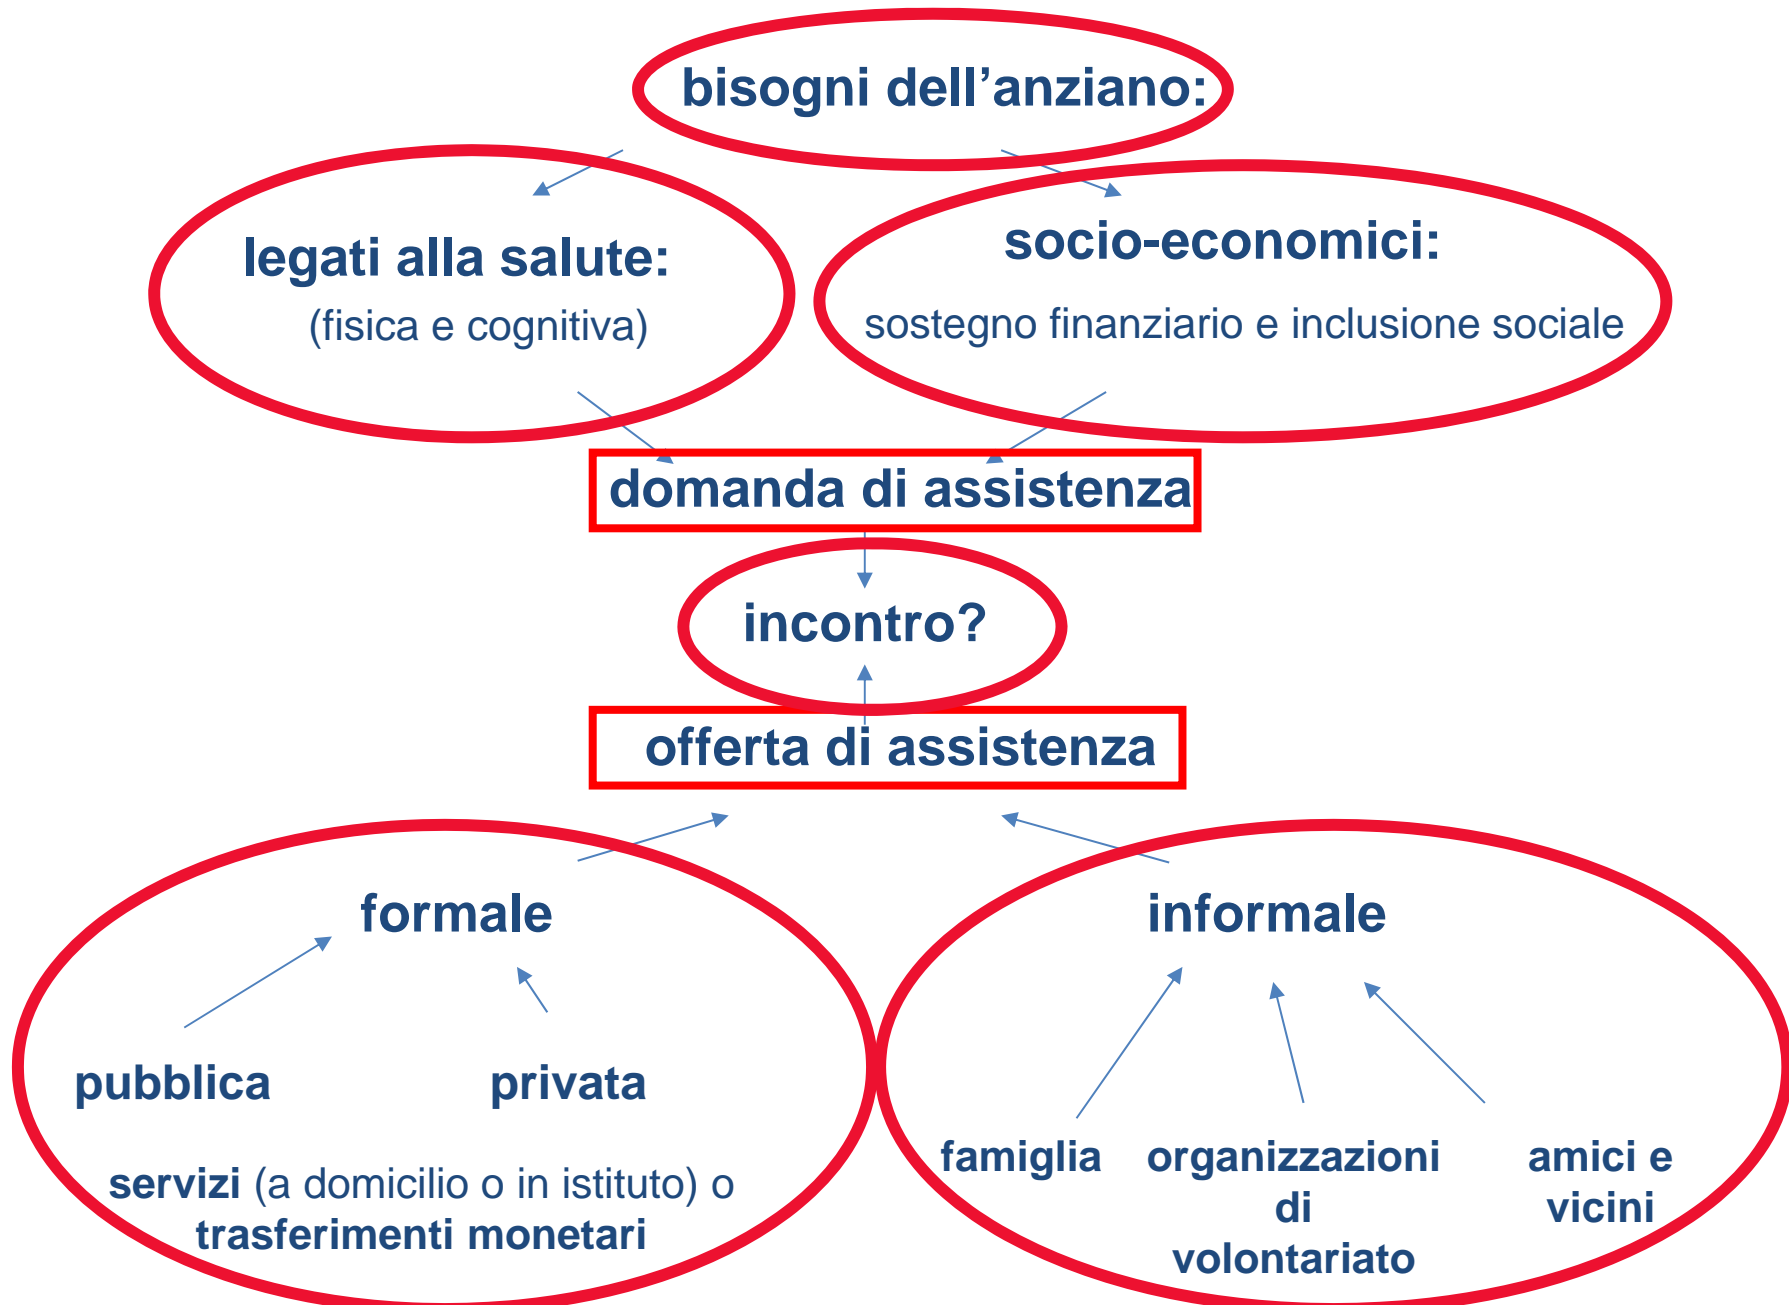 bisogni dell’anziano:
legati alla salute:
(fisica e cognitiva)
socio-economici:
sostegno finanziario e inclusione sociale
domanda di assistenza
incontro?
offerta di assistenza
formale
informale
pubblica
privata
servizi (a domicilio o in istituto) o
trasferimenti monetari
famiglia
organizzazioni
di
volontariato
amici e
vicini